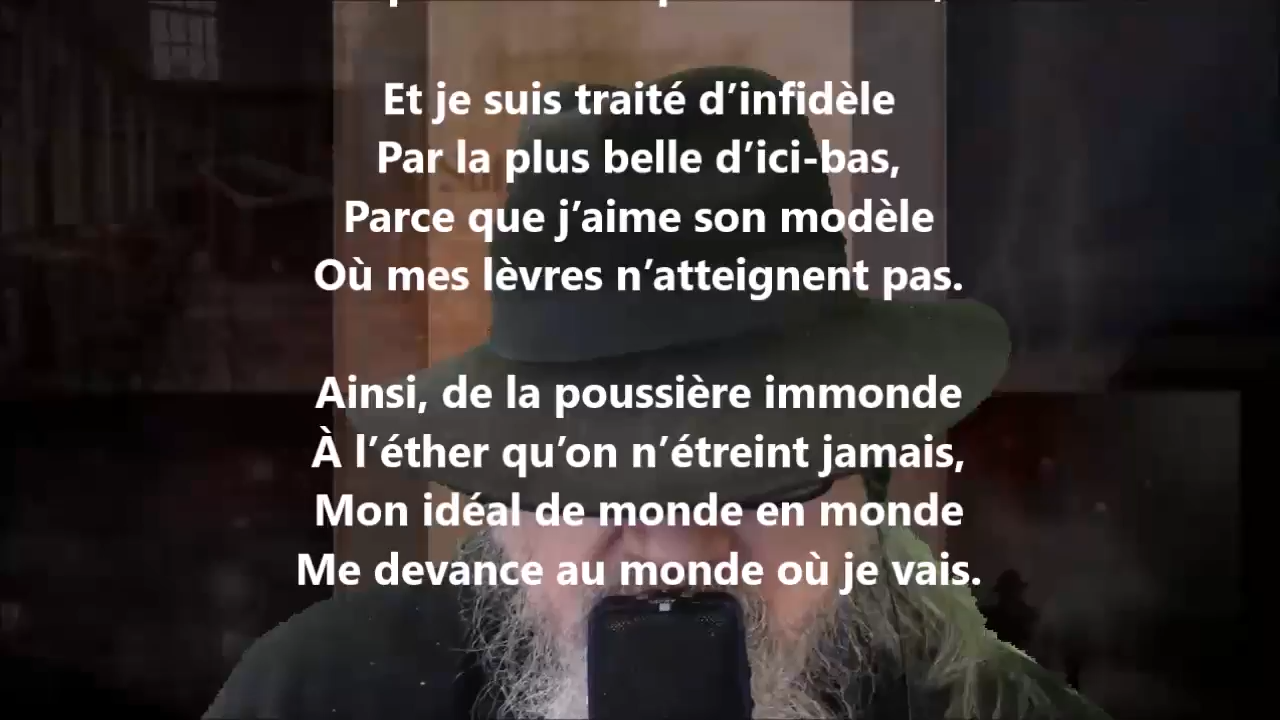 Et je suis traité d’infidèle
Par la plus belle d’ici-bas,
Parce que j’aime son modèle
Où mes lèvres n’atteignent pas.
Ainsi, de la poussière immonde
À l’éther qu’on n’étreint jamais,
Mon idéal de monde en monde
Me devance au monde où je vais.